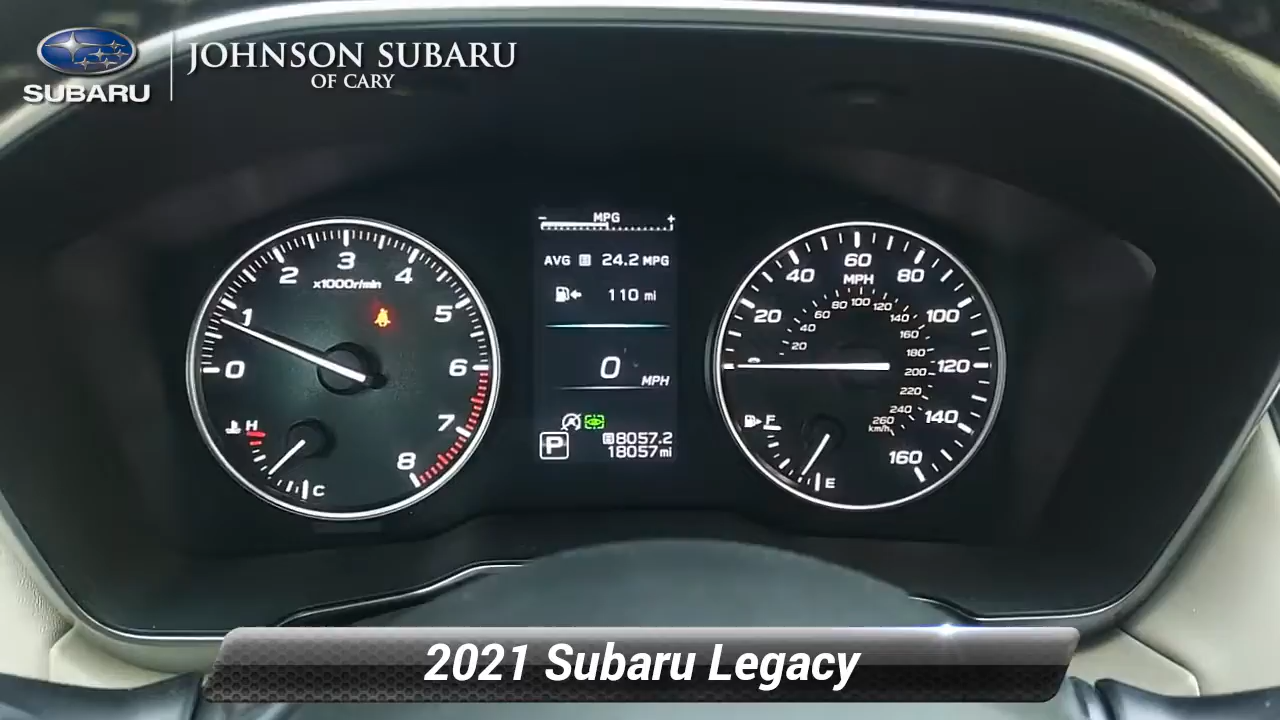 SUBARU
JOHNSON SUBARU
OF CARY
- MPG +
AVG 24.2 MPG
110 mi
0
MPH
P
8057.2
18057 mi
0 1 2 3 4 5 6 7 8
x1000r/min
H
C
20 40 60 80 100 120 140 160
MPH
20 40 60 80 100 120 140 160 180 200 220 240 260
km/h
F
E
2021 Subaru Legacy